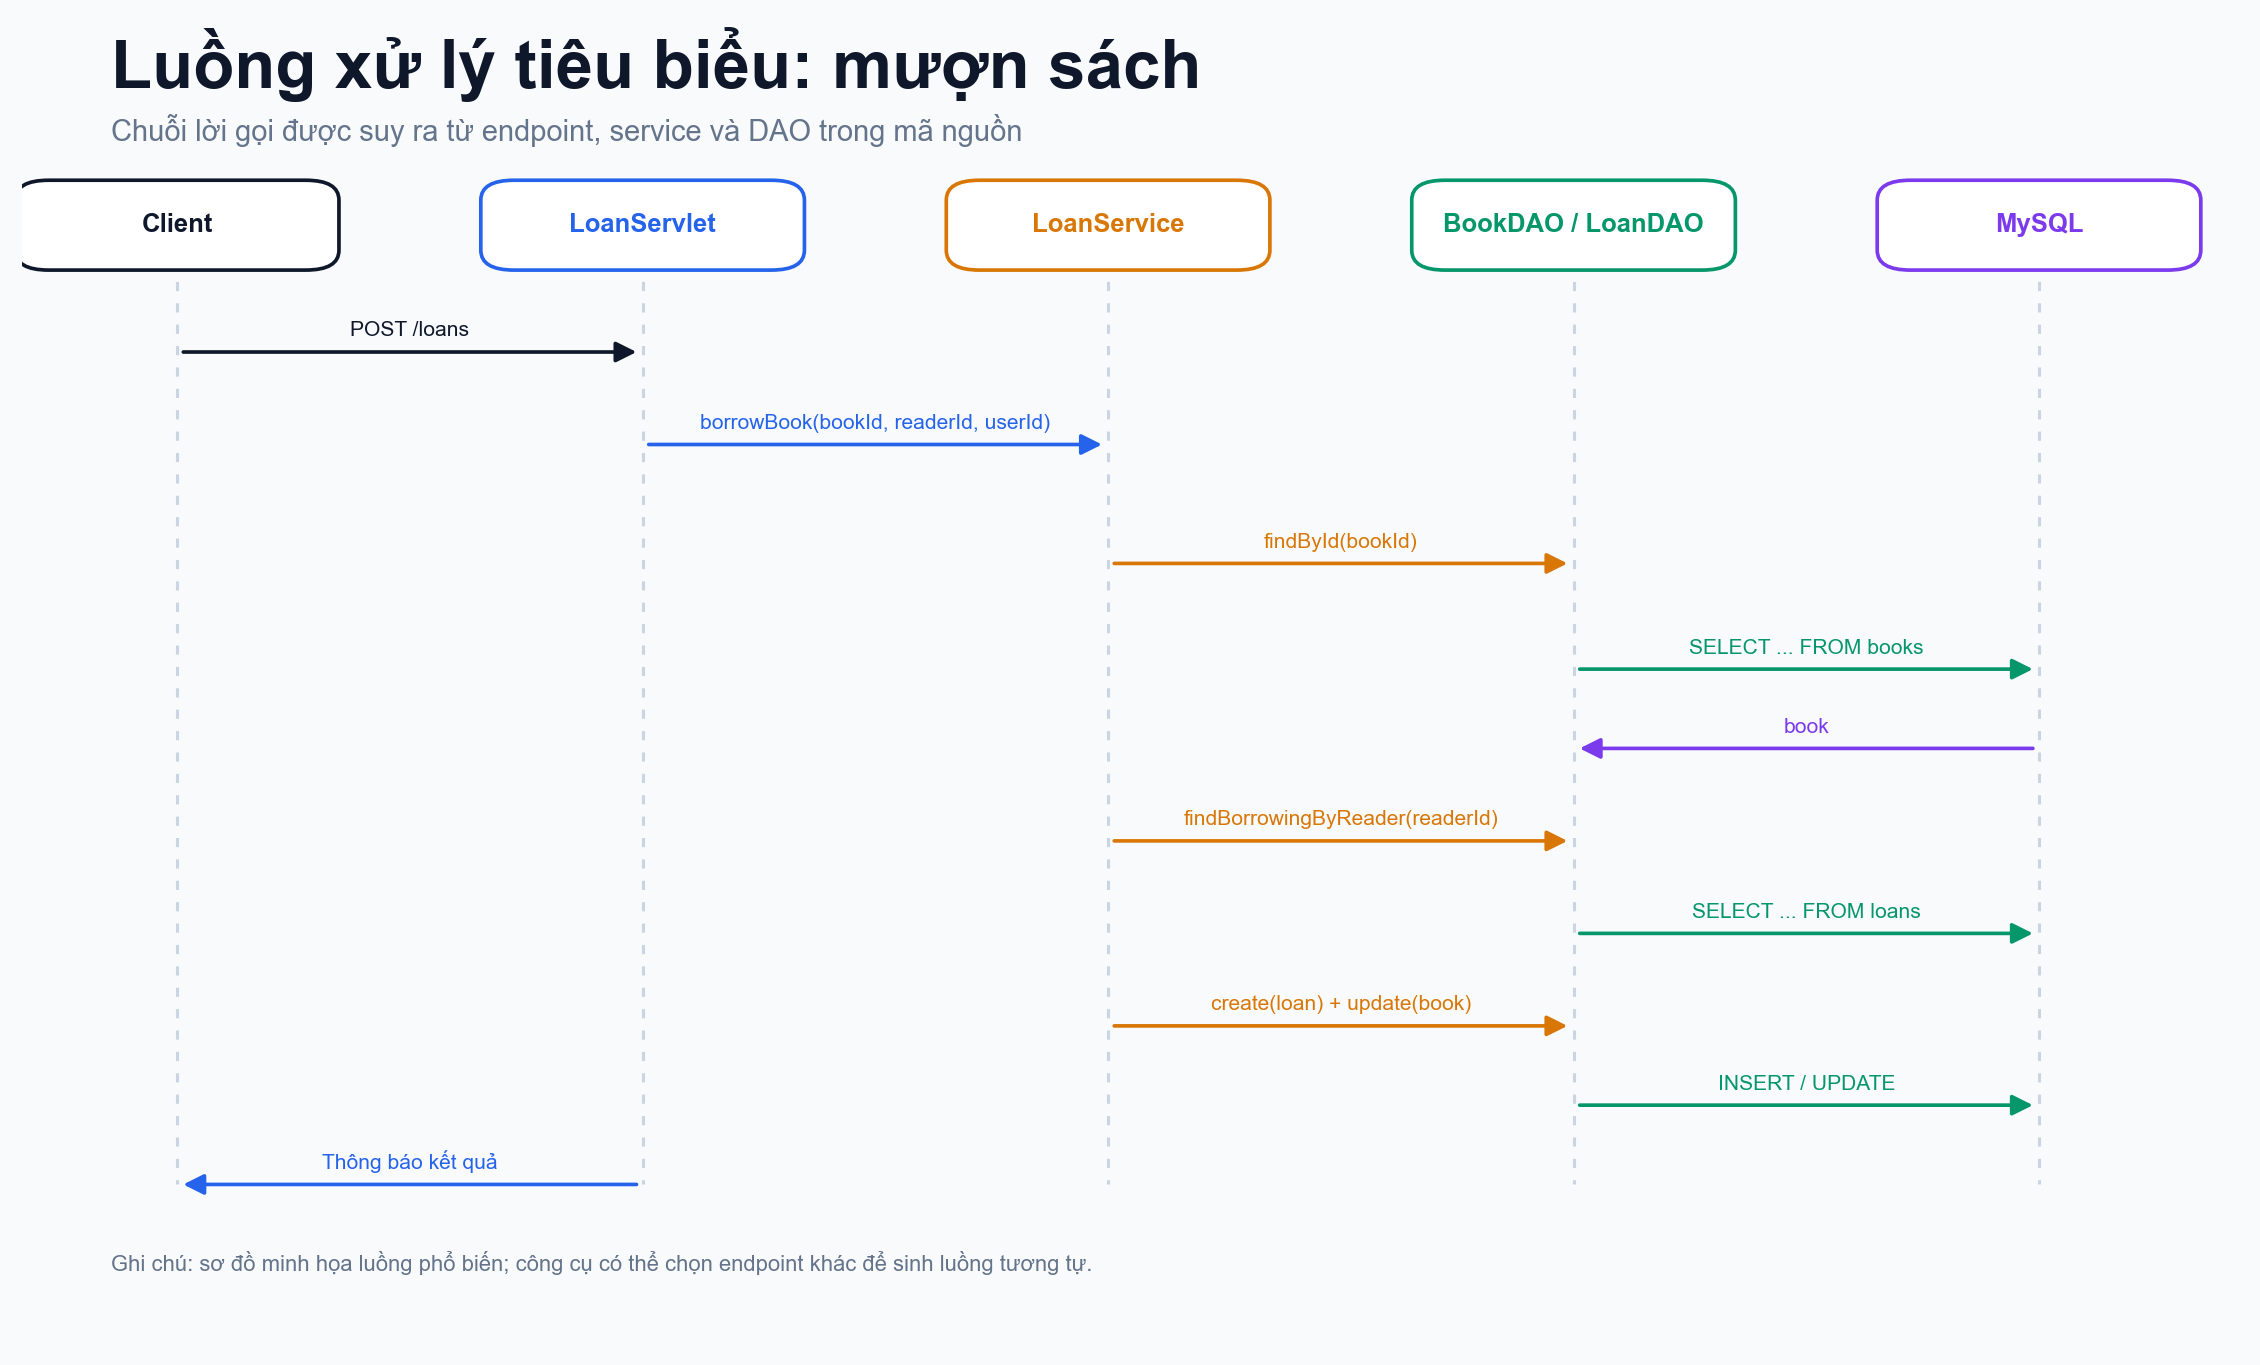 Luồng xử lý tiêu biểu: mượn sách
Chuỗi lời gọi được suy ra từ endpoint, service và DAO trong mã nguồn
Client
LoanServlet
LoanService
BookDAO / LoanDAO
MySQL
POST /loans
borrowBook(bookId, readerId, userId)
findById(bookId)
SELECT ... FROM books
book
findBorrowingByReader(readerId)
SELECT ... FROM loans
create(loan) + update(book)
INSERT / UPDATE
Thông báo kết quả
Ghi chú: sơ đồ minh họa luồng phổ biến; công cụ có thể chọn endpoint khác để sinh luồng tương tự.